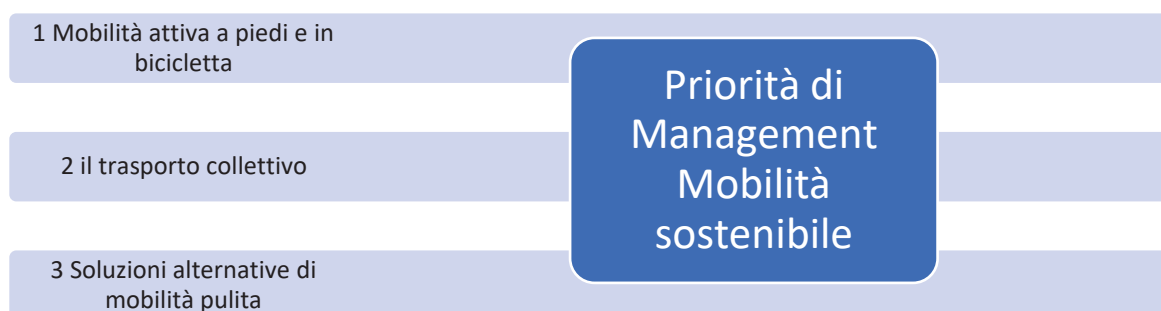 1 Mobilità attiva a piedi e in
bicicletta
2 il trasporto collettivo
3 Soluzioni alternative di
mobilità pulita
Priorità di
Management
Mobilità
sostenibile